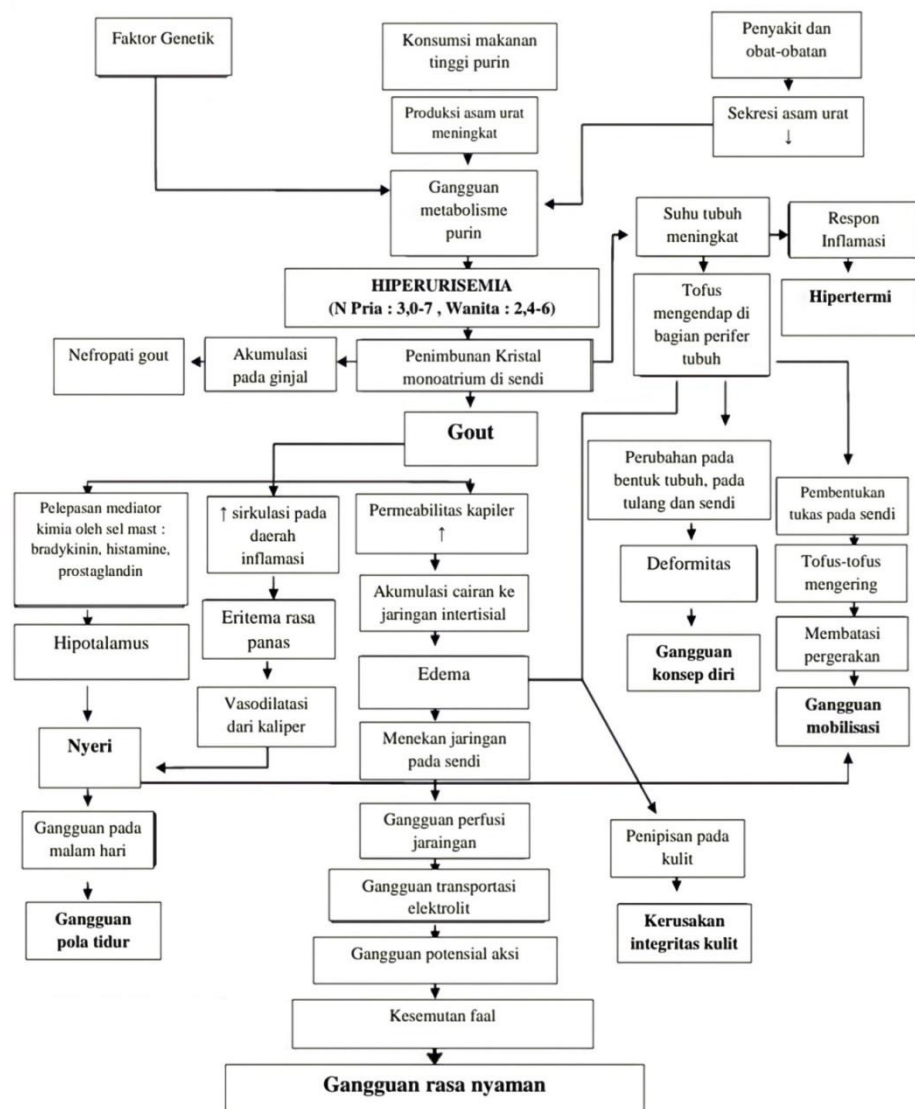 Faktor Genetik
Konsumsi makanan
tinggi purin
Penyakit dan
obat-obatan
Produksi asam urat
meningkat
Sekresi asam urat
↓
Gangguan
metabolisme
purin
Suhu tubuh
meningkat
Respon
Inflamasi
HIPERURISEMIA
(N Pria : 3,0-7 , Wanita : 2,4-6)
Tofus
mengendap di
bagian perifer
tubuh
Hipertermi
Nefropati gout
Akumulasi
pada ginjal
Penimbunan Kristal
monoatrium di sendi
Gout
Pelepasan mediator
kimia oleh sel mast :
bradykinin, histamine,
prostaglandin
↑ sirkulasi pada
daerah
inflamasi
Permeabilitas kapiler
↑
Perubahan pada
bentuk tubuh, pada
tulang dan sendi
Pembentukan
tukas pada sendi
Hipotalamus
Eritema rasa
panas
Akumulasi cairan ke
jaringan intertisial
Deformitas
Tofus-tofus
mengering
Vasodilatasi
dari kaliper
Edema
Gangguan
konsep diri
Membatasi
pergerakan
Nyeri
Menekan jaringan
pada sendi
Gangguan
mobilisasi
Gangguan pada
malam hari
Gangguan perfusi
jaraingan
Penipisan pada
kulit
Gangguan
pola tidur
Gangguan transportasi
elektrolit
Kerusakan
integritas kulit
Gangguan potensial aksi
Kesemutan faal
Gangguan rasa nyaman